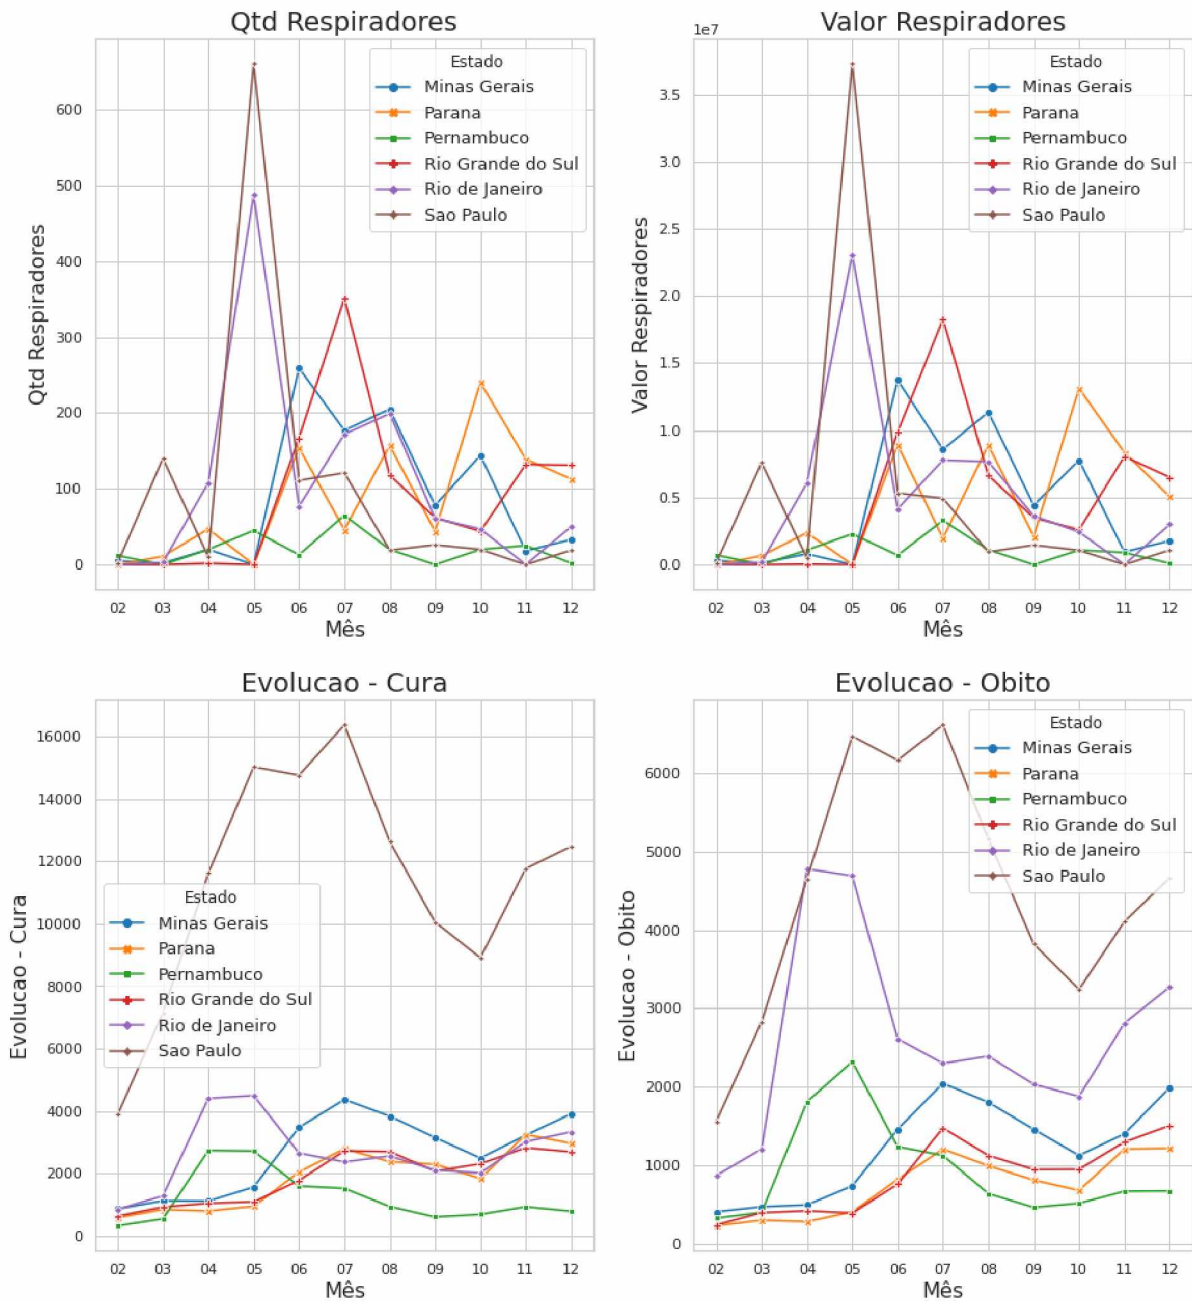 Qtd Respiradores
Qtd Respiradores
600
500
400
300
200
100
0
Estado
Minas Gerais
Parana
Pernambuco
Rio Grande do Sul
Rio de Janeiro
Sao Paulo
02 03 04 05 06 07 08 09 10 11 12
Mês
Valor Respiradores
1e7
Valor Respiradores
3.5
3.0
2.5
2.0
1.5
1.0
0.5
0.0
Estado
Minas Gerais
Parana
Pernambuco
Rio Grande do Sul
Rio de Janeiro
Sao Paulo
02 03 04 05 06 07 08 09 10 11 12
Mês
Evolucao - Cura
Evolucao - Cura
16000
14000
12000
10000
8000
6000
4000
2000
0
Estado
Minas Gerais
Parana
Pernambuco
Rio Grande do Sul
Rio de Janeiro
Sao Paulo
02 03 04 05 06 07 08 09 10 11 12
Mês
Evolucao - Obito
Evolucao - Obito
6000
5000
4000
3000
2000
1000
0
Estado
Minas Gerais
Parana
Pernambuco
Rio Grande do Sul
Rio de Janeiro
Sao Paulo
02 03 04 05 06 07 08 09 10 11 12
Mês